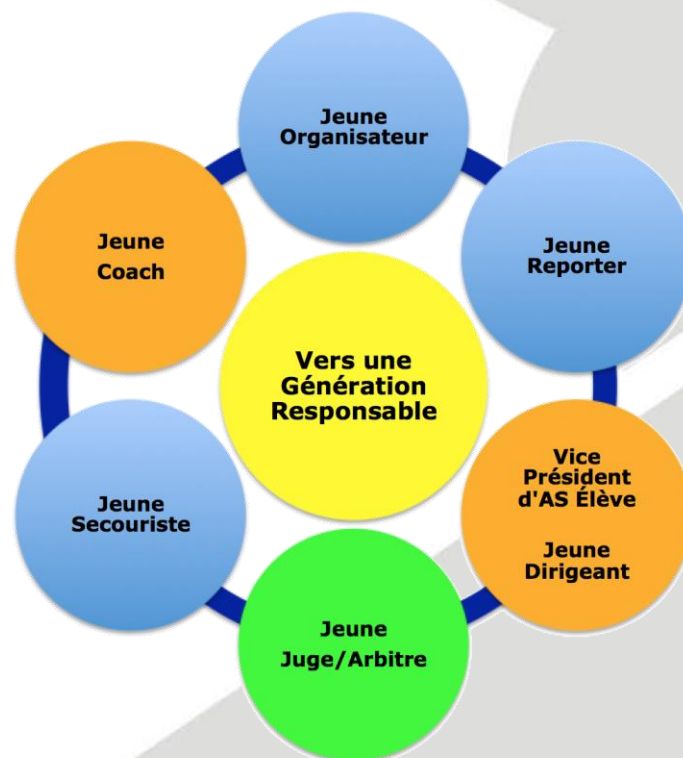 Jeune
Organisateur
Jeune
Reporter
Vice
Président
d'AS Élève
Jeune
Dirigeant
Jeune
Juge/Arbitre
Jeune
Secouriste
Jeune
Coach
Vers une
Génération
Responsable